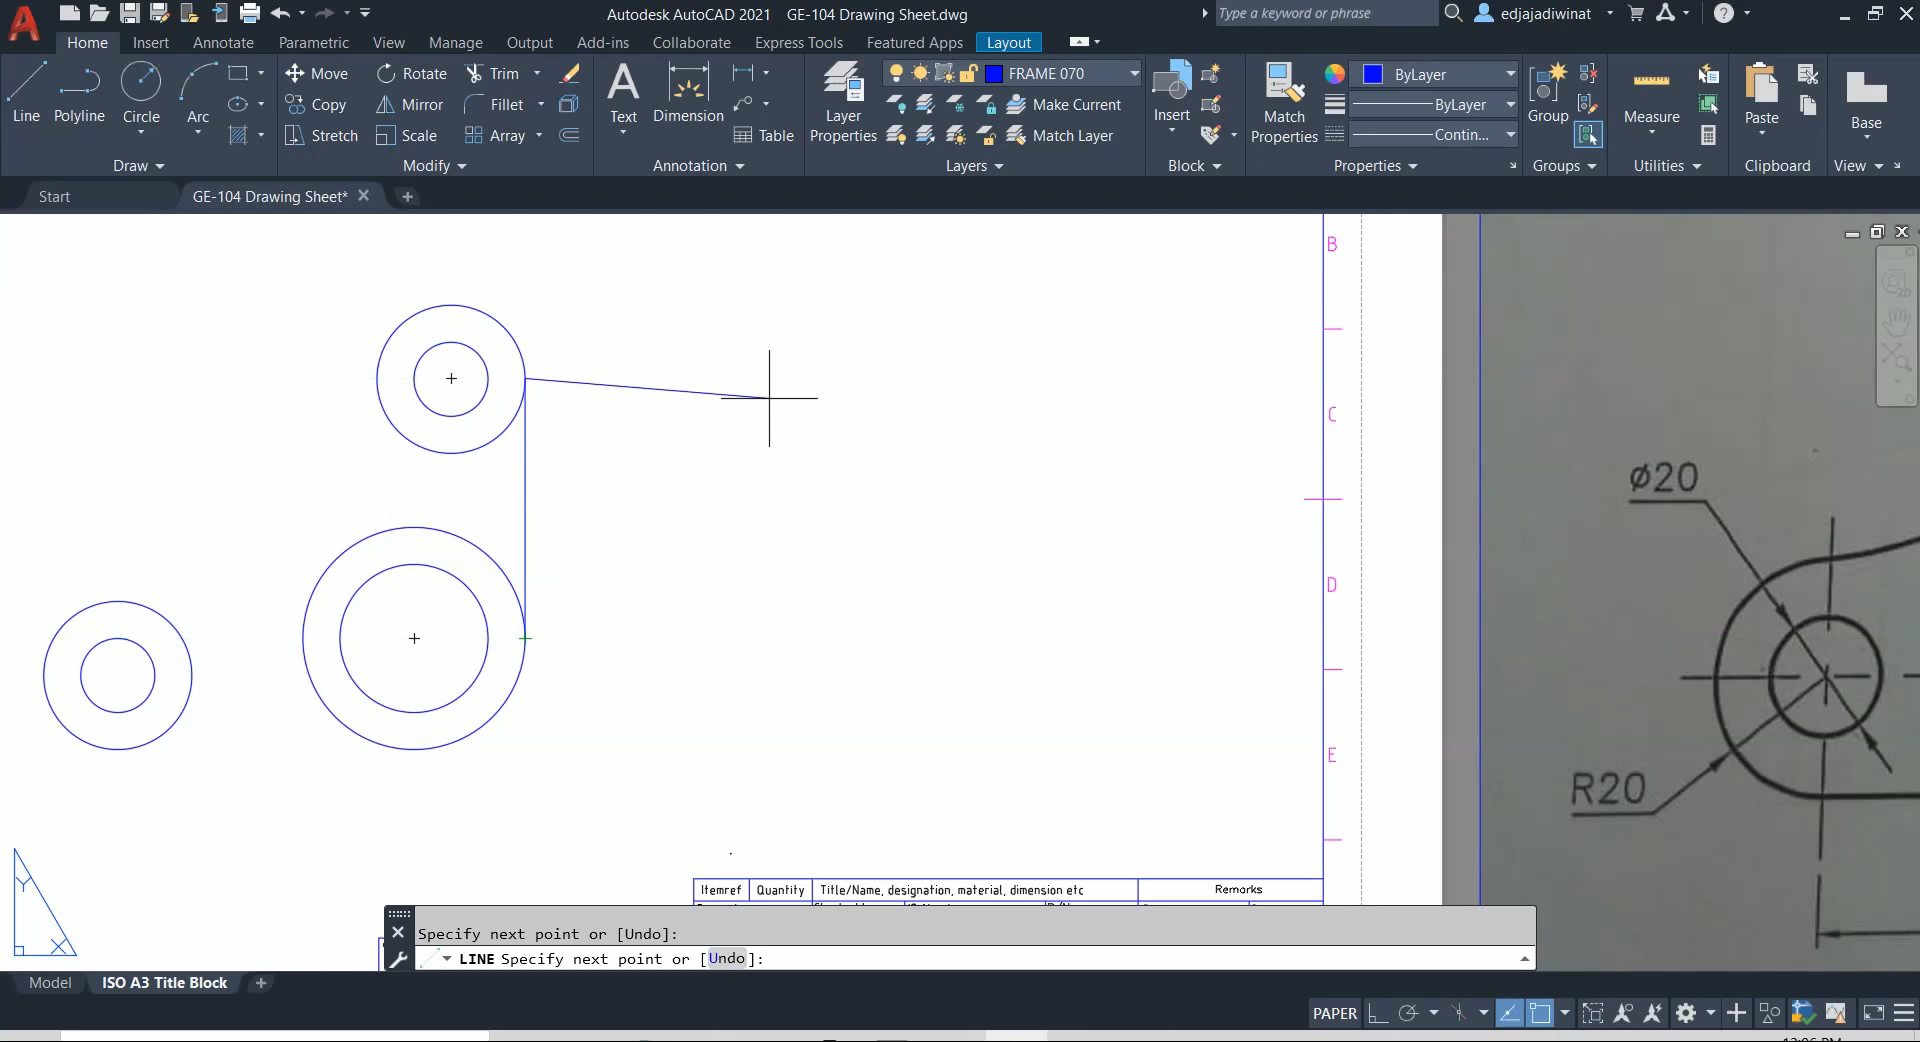 Autodesk AutoCAD 2021 GE-104 Drawing Sheet.dwg
Type a keyword or phrase
edjajadiwinat
Home Insert Annotate Parametric View Manage Output Add-ins Collaborate Express Tools Featured Apps Layout
Line Polyline Circle Arc
Draw
Move Rotate Trim
Copy Mirror Fillet
Stretch Scale Array
Modify
Text Dimension
Table
Annotation
Layer
Properties
FRAME 070
Make Current
Match Layer
Layers
Insert
Block
Match
Properties
ByLayer
ByLayer
Contin...
Properties
Group
Groups
Measure
Utilities
Paste
Clipboard
Base
View
Start GE-104 Drawing Sheet*
B
C
D
E
ø20
R20
Y
X
Itemref Quantity Title/Name, designation, material, dimension etc Remarks
Specify next point or [Undo]:
LINE Specify next point or [Undo]:
Model ISO A3 Title Block
PAPER